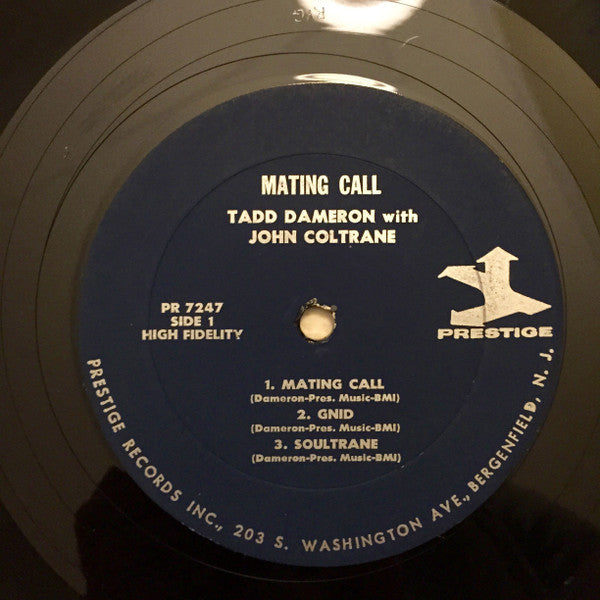 MATING CALL
TADD DAMERON with
JOHN COLTRANE
PR 7247
SIDE 1
HIGH FIDELITY
PRESTIGE
1. MATING CALL
(Dameron-Pres. Music-BMI)
2. GNID
(Dameron-Pres. Music-BMI)
3. SOULTRANE
(Dameron-Pres. Music-BMI)
PRESTIGE RECORDS INC., 203 S. WASHINGTON AVE., BERGENFIELD, N. J.